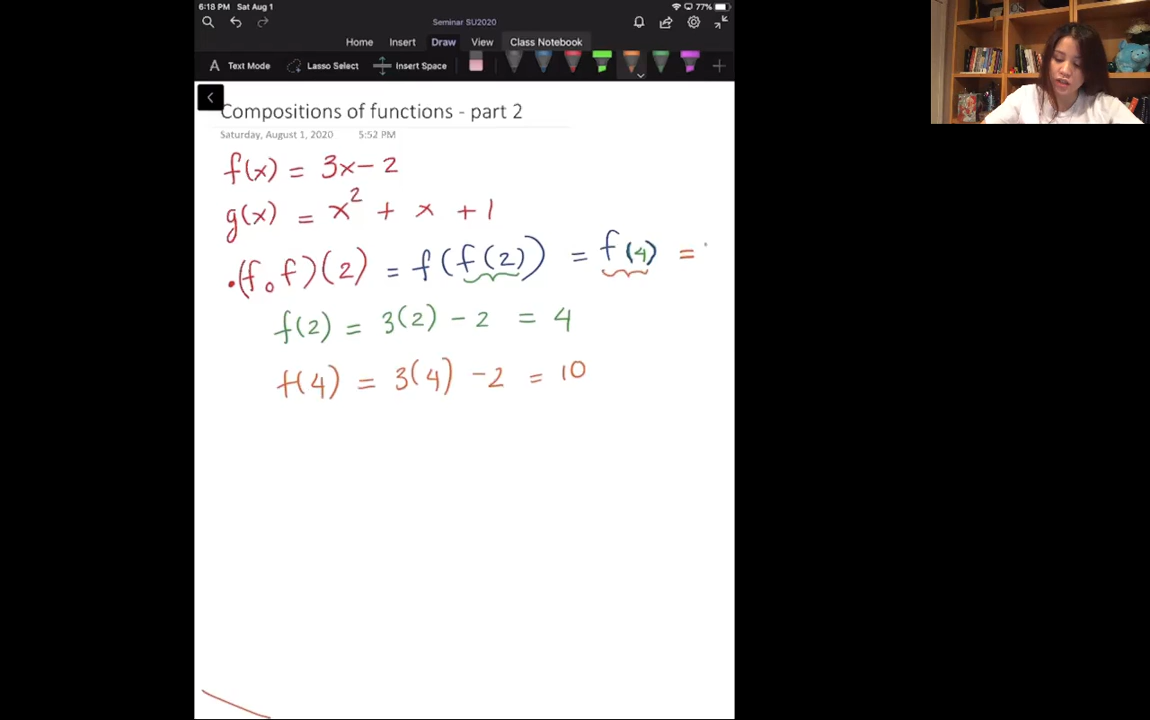 6:18 PM Sat Aug 1
77%
Seminar SU2020
Home Insert Draw View Class Notebook
A Text Mode Lasso Select Insert Space
Compositions of functions - part 2
Saturday, August 1, 2020 5:52 PM
f(x) = 3x - 2
g(x) = x² + x + 1
•(f∘f)(2) = f(f(2)) = f(4) =
f(2) = 3(2) - 2 = 4
f(4) = 3(4) - 2 = 10